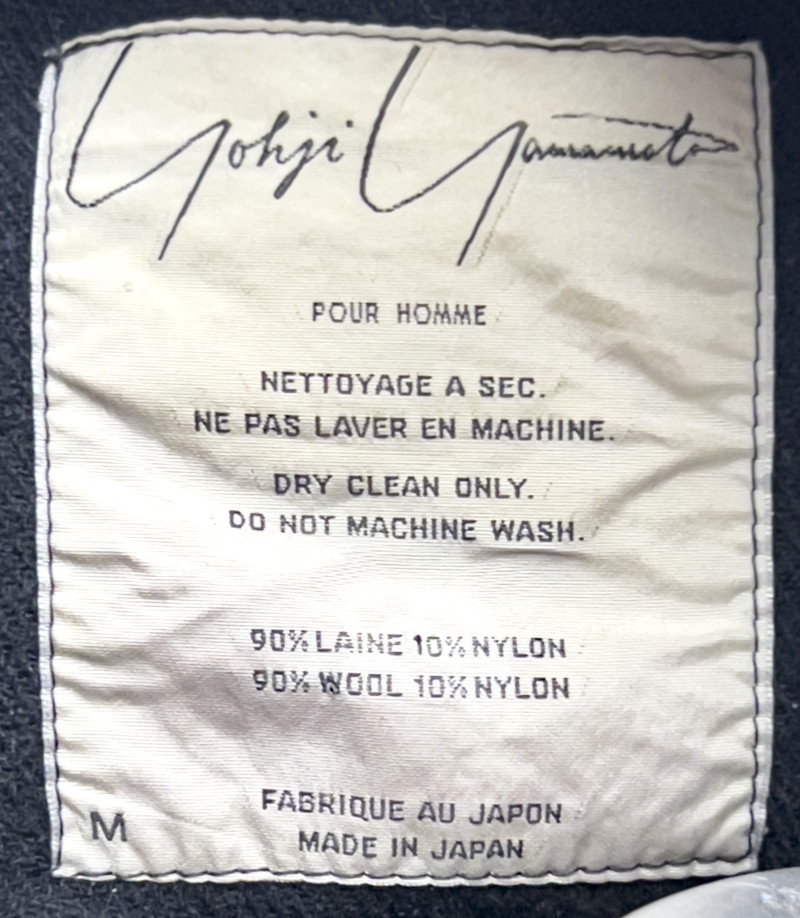 Yohji Yamamoto
POUR HOMME
NETTOYAGE A SEC.
NE PAS LAVER EN MACHINE.
DRY CLEAN ONLY.
DO NOT MACHINE WASH.
90% LAINE 10% NYLON
90% WOOL 10% NYLON
FABRIQUE AU JAPON
M
MADE IN JAPAN